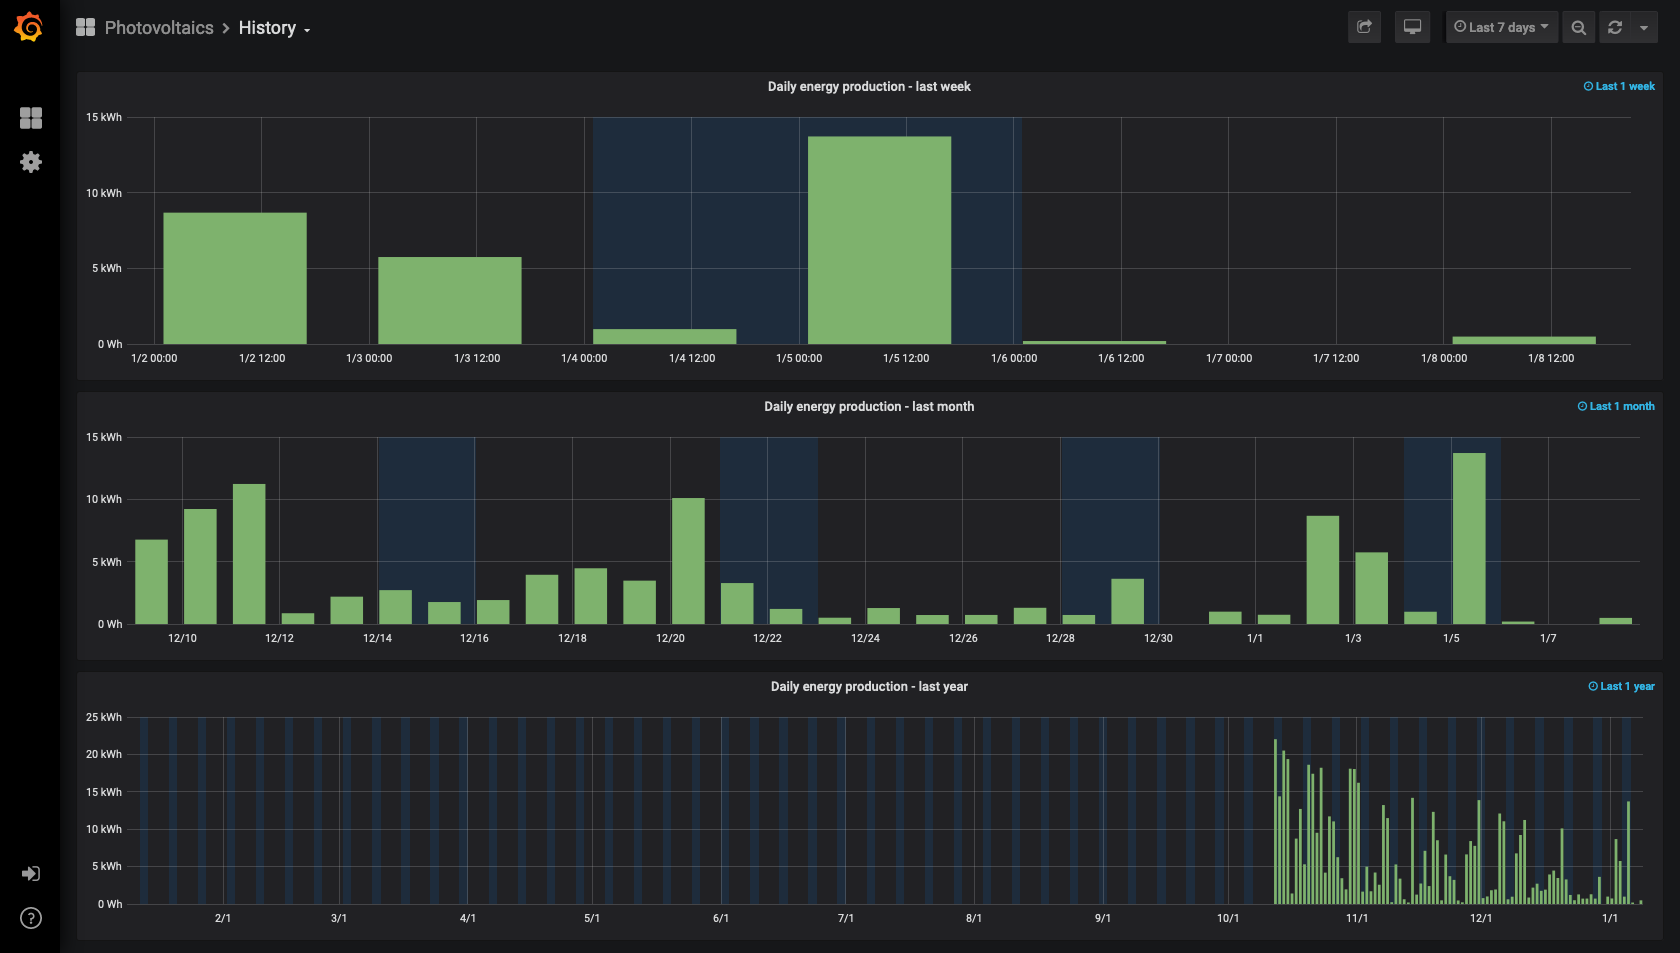 Photovoltaics > History
Last 7 days
Daily energy production - last week
Last 1 week
15 kWh
10 kWh
5 kWh
0 Wh
1/2 00:00 1/2 12:00 1/3 00:00 1/3 12:00 1/4 00:00 1/4 12:00 1/5 00:00 1/5 12:00 1/6 00:00 1/6 12:00 1/7 00:00 1/7 12:00 1/8 00:00 1/8 12:00
Daily energy production - last month
Last 1 month
15 kWh
10 kWh
5 kWh
0 Wh
12/10 12/12 12/14 12/16 12/18 12/20 12/22 12/24 12/26 12/28 12/30 1/1 1/3 1/5 1/7
Daily energy production - last year
Last 1 year
25 kWh
20 kWh
15 kWh
10 kWh
5 kWh
0 Wh
2/1 3/1 4/1 5/1 6/1 7/1 8/1 9/1 10/1 11/1 12/1 1/1